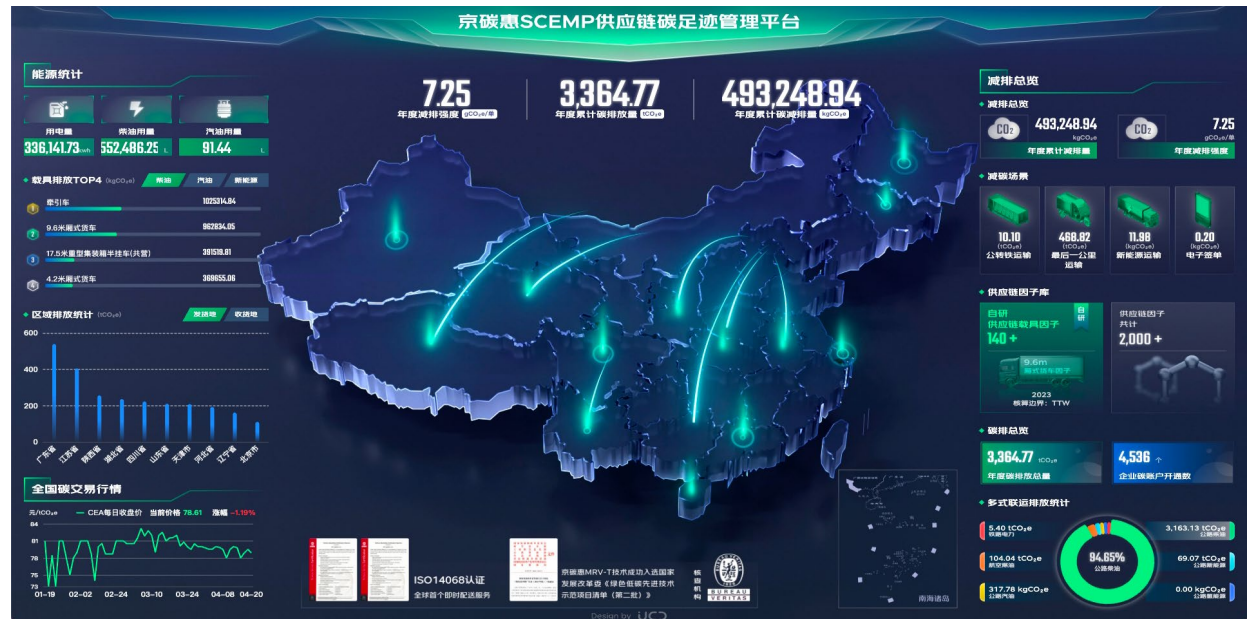 京碳惠SCEMP供应链碳足迹管理平台
能源统计
用电量
柴油用量
汽油用量
336,141.73 kwh
552,486.25 L
91.44 L
载具排放TOP4 (kgCO₂e)
柴油
汽油
新能源
1
牵引车
1025314.84
2
9.6米厢式货车
962834.05
3
17.5米重型集装箱半挂车(共营)
391519.81
4
4.2米厢式货车
369655.06
区域排放统计 (tCO₂e)
发货地
收货地
600
400
200
0
广东省
江苏省
陕西省
湖北省
四川省
山东省
天津市
河北省
辽宁省
北京市
全国碳交易行情
元/tCO₂e
CEA每日收盘价
当前价格 78.61
涨幅 -1.19%
84
81
78
75
73
01-19
02-02
02-24
03-10
03-24
04-08
04-20
7.25
年度减排强度 gCO₂e/单
3,364.77
年度累计碳排放量 tCO₂e
493,248.94
年度累计碳减排量 kgCO₂e
ISO14068认证
全球首个即时配送服务
京碳惠MRV-T技术成功入选国家
发展改革委《绿色低碳先进技术
示范项目清单（第二批）》
核查机构
BUREAU
VERITAS
南海诸岛
Design by UCD
减排总览
减排总览
CO₂
493,248.94
kgCO₂e
年度累计减排量
CO₂
7.25
gCO₂e/单
年度减排强度
减碳场景
10.10
(tCO₂e)
公转铁运输
468.82
(tCO₂e)
最后一公里
运输
11.98
(kgCO₂e)
新能源运输
0.20
(kgCO₂e)
电子签单
供应链因子库
自研
供应链载具因子
140 +
自研
9.6m
厢式货车因子
2023
核算边界：TTW
供应链因子
共计
2,000 +
碳排总览
3,364.77 tCO₂e
年度碳排放总量
4,536 个
企业碳账户开通数
多式联运排放统计
5.40 tCO₂e
铁路电力
104.04 tCO₂e
航空煤油
317.78 kgCO₂e
公路汽油
94.65%
公路柴油
3,163.13 tCO₂e
公路柴油
69.07 tCO₂e
公路新能源
0.00 kgCO₂e
公路氢能源